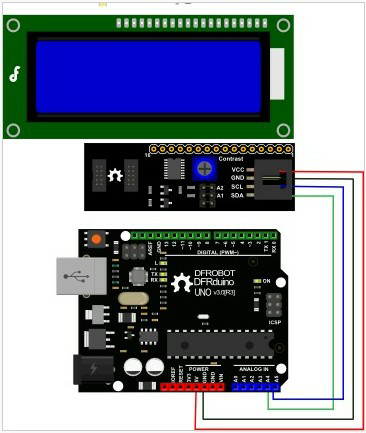 16
1
Contrast
VCC
GND
SCL
SDA
A2
A1
AREF
GND
13
12
~11
~10
~9
8
7
~6
~5
4
~3
2
TX 1
RX 0
DIGITAL (PWM~)
L
TX
RX
ON
DFROBOT
DFRduino
UNO v3.0[R3]
ICSP
POWER
ANALOG IN
IOREF
RESET
3V3
5V
GND
GND
VIN
A0
A1
A2
A3
A4
A5